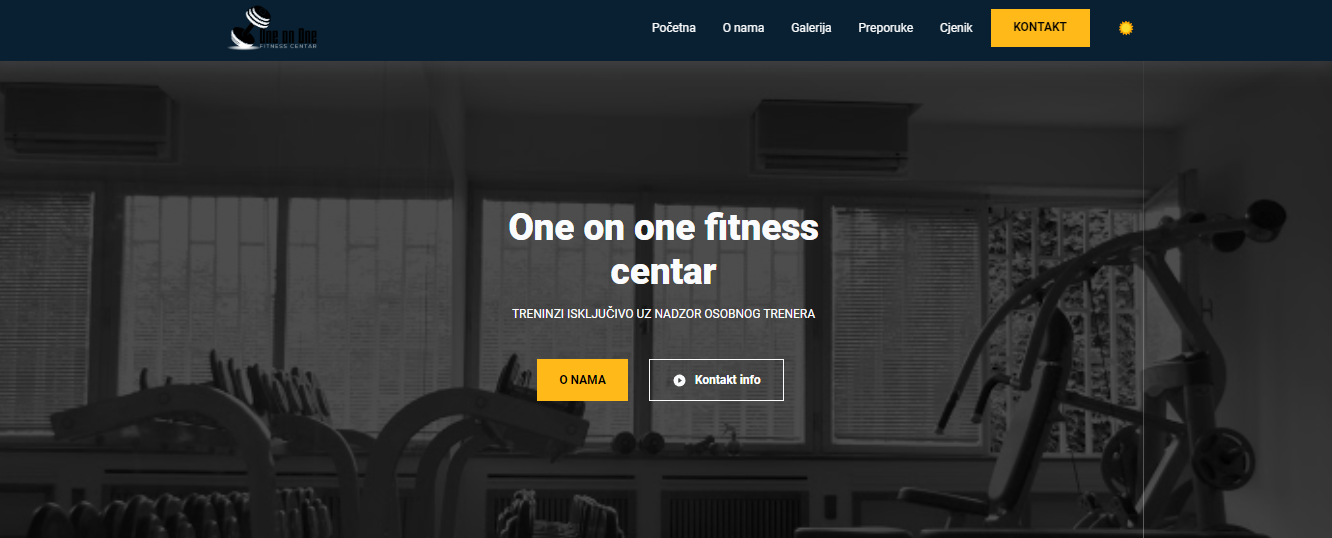 One on One
FITNESS CENTAR
Početna O nama Galerija Preporuke Cjenik KONTAKT
One on one fitness
centar
TRENINZI ISKLJUČIVO UZ NADZOR OSOBNOG TRENERA
O NAMA Kontakt info